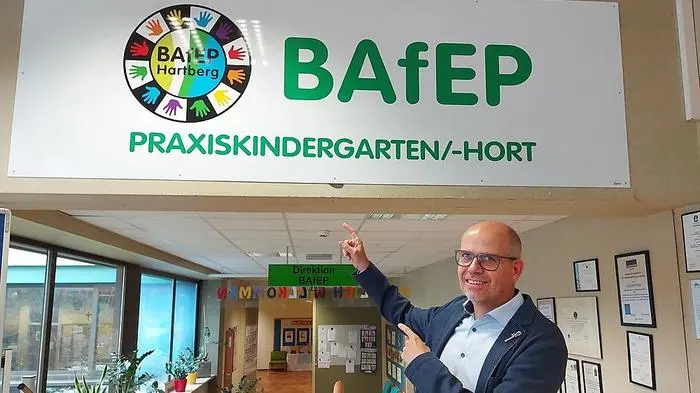 BAfEP
Hartberg
BAfEP
PRAXISKINDERGARTEN/-HORT
Direktion
BAfEP